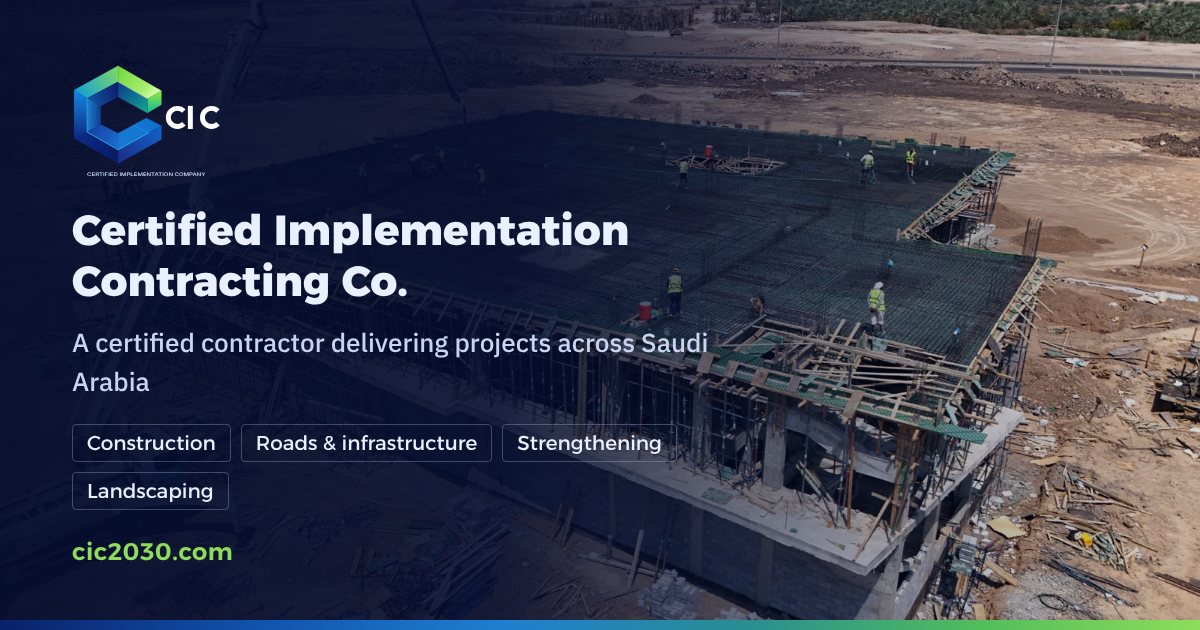 CIC
CERTIFIED IMPLEMENTATION COMPANY
Certified Implementation
Contracting Co.
A certified contractor delivering projects across Saudi
Arabia
Construction
Roads & infrastructure
Strengthening
Landscaping
cic2030.com